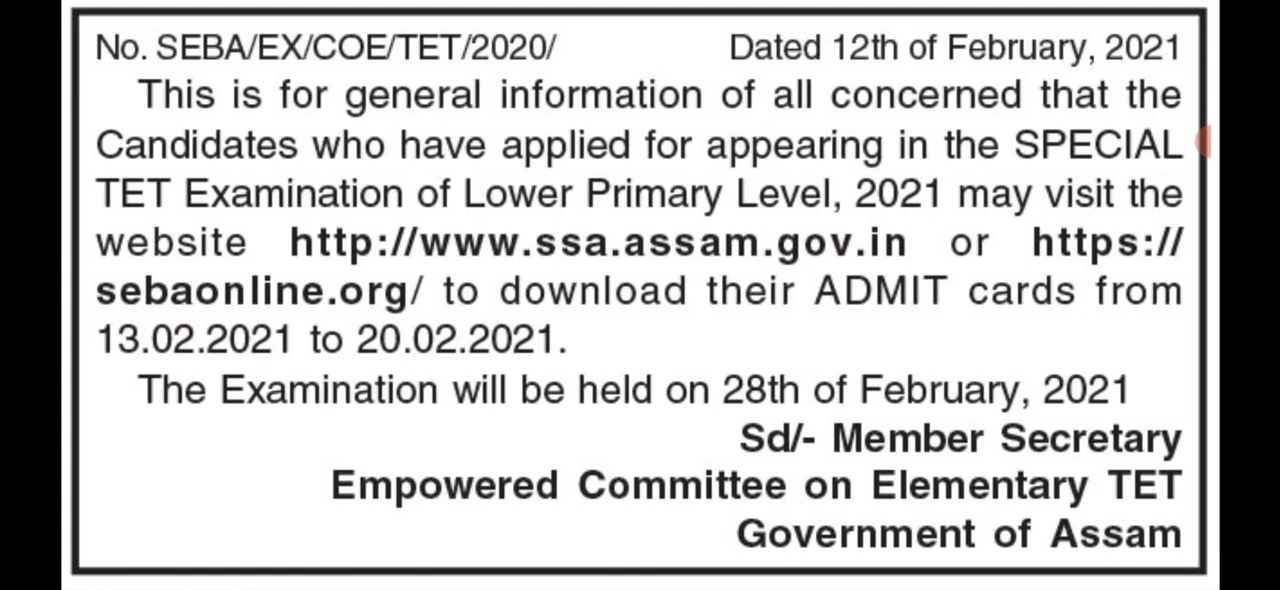 No. SEBA/EX/COE/TET/2020/ Dated 12th of February, 2021
This is for general information of all concerned that the
Candidates who have applied for appearing in the SPECIAL
TET Examination of Lower Primary Level, 2021 may visit the
website http://www.ssa.assam.gov.in or https://
sebaonline.org/ to download their ADMIT cards from
13.02.2021 to 20.02.2021.
The Examination will be held on 28th of February, 2021
Sd/- Member Secretary
Empowered Committee on Elementary TET
Government of Assam